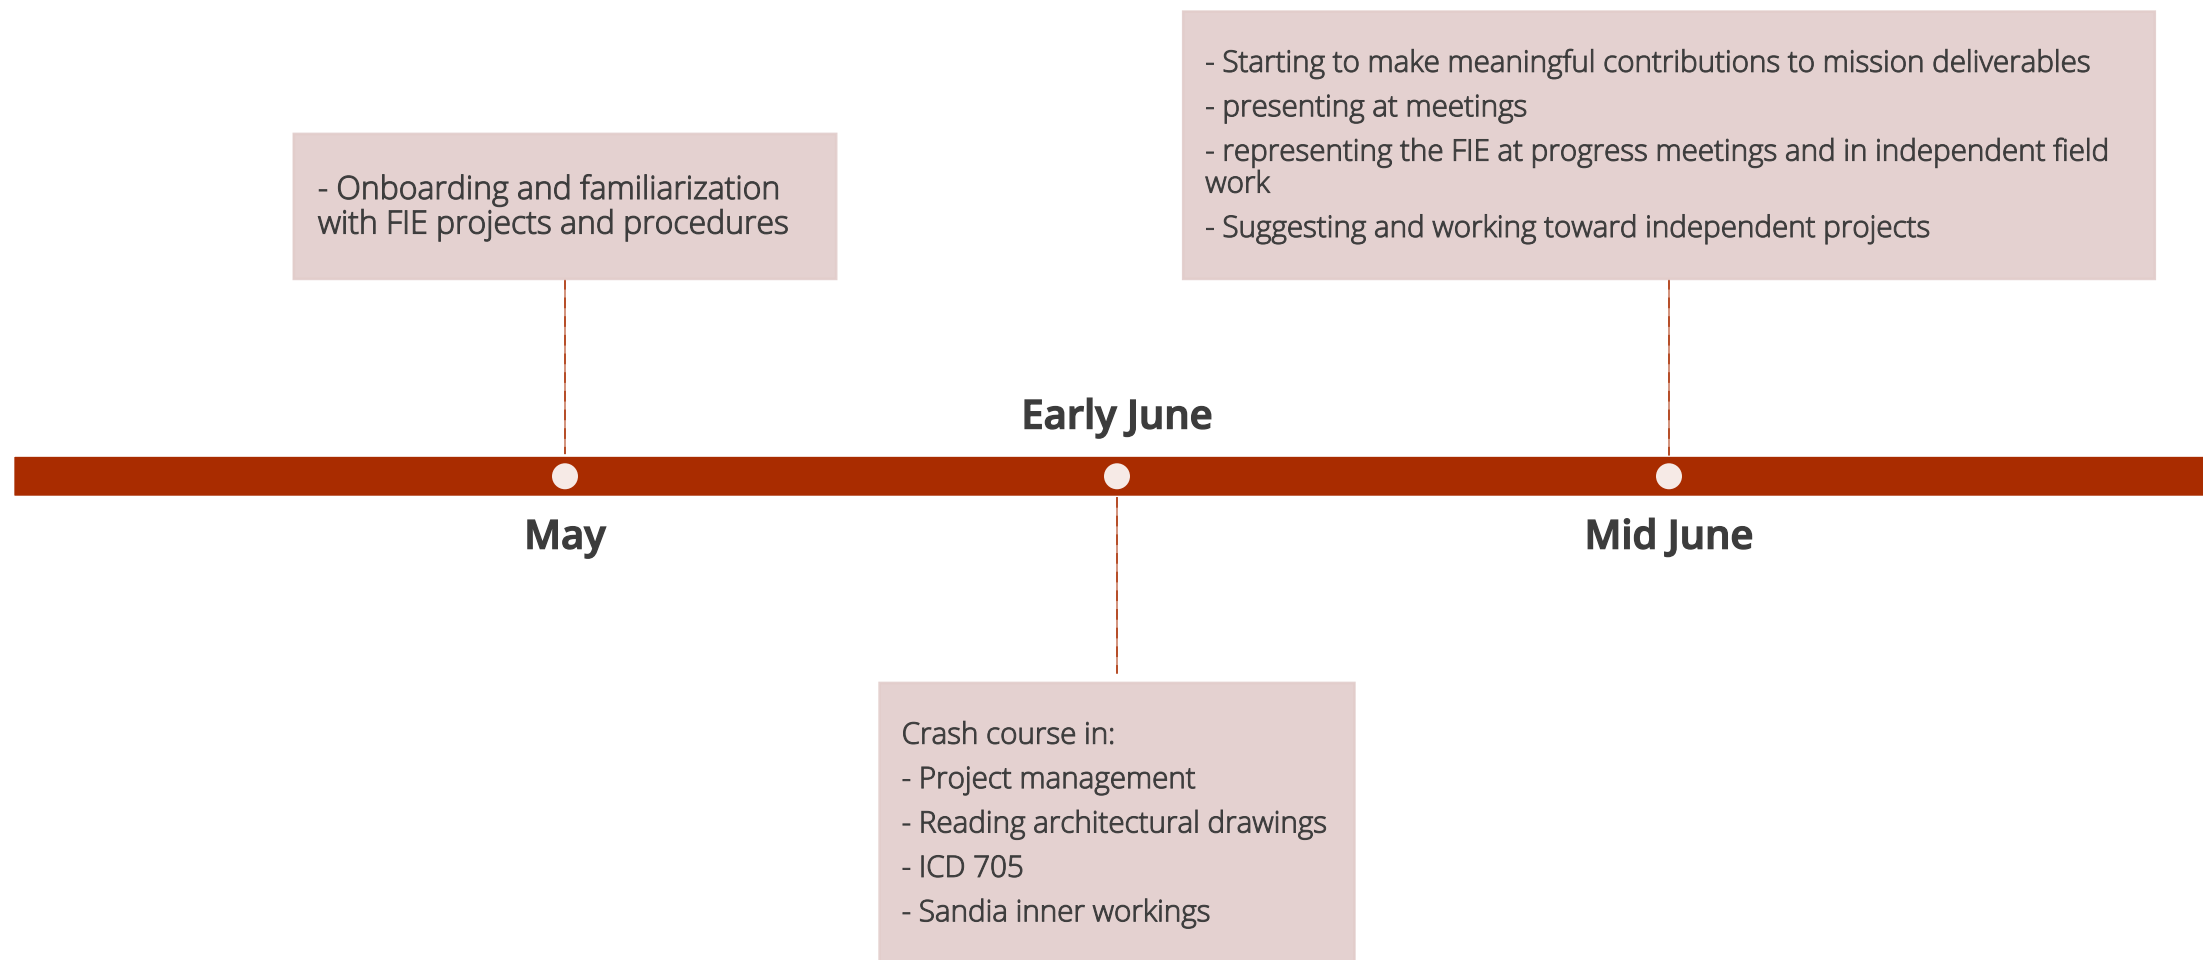 - Starting to make meaningful contributions to mission deliverables
- presenting at meetings
- representing the FIE at progress meetings and in independent field
work
- Suggesting and working toward independent projects
- Onboarding and familiarization
with FIE projects and procedures
Early June
May
Mid June
Crash course in:
- Project management
- Reading architectural drawings
- ICD 705
- Sandia inner workings